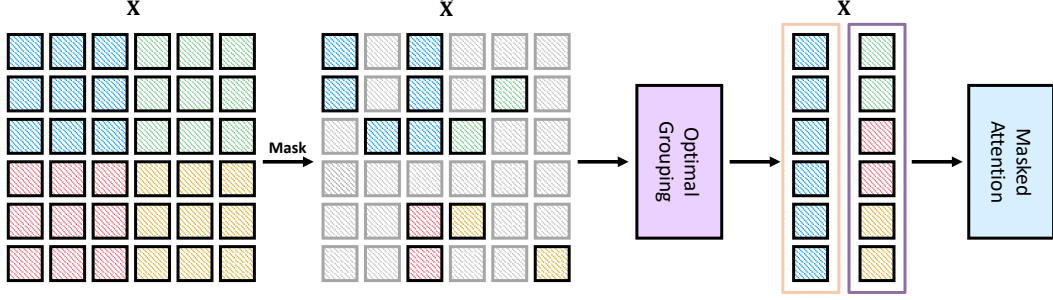 X
X̂
X
Mask
Optimal
Grouping
Masked
Attention